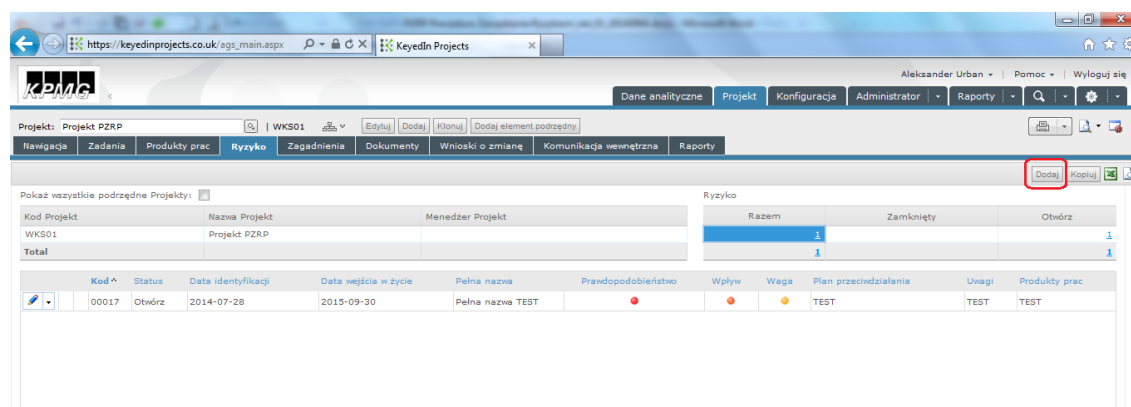 https://keyedinprojects.co.uk/ags_main.aspx KeyedIn Projects
Aleksander Urban | Pomoc | Wyloguj się
KPMG
Dane analityczne Projekt Konfiguracja Administrator Raporty
Projekt: Projekt PZRP | WKS01 Edytuj Dodaj Klonuj Dodaj element podrzędny
Nawigacja Zadania Produkty prac Ryzyko Zagadnienia Dokumenty Wnioski o zmianę Komunikacja wewnętrzna Raporty
Dodaj Kopiuj
Pokaż wszystkie podrzędne Projekty: Ryzyko
Kod Projekt Nazwa Projekt Menedżer Projekt Razem Zamknięty Otwórz
WKS01 Projekt PZRP 1 1
Total 1 1
Kod Status Data identyfikacji Data wejścia w życie Pełna nazwa Prawdopodobieństwo Wpływ Waga Plan przeciwdziałania Uwagi Produkty prac
00017 Otwórz 2014-07-28 2015-09-30 Pełna nazwa TEST TEST TEST TEST